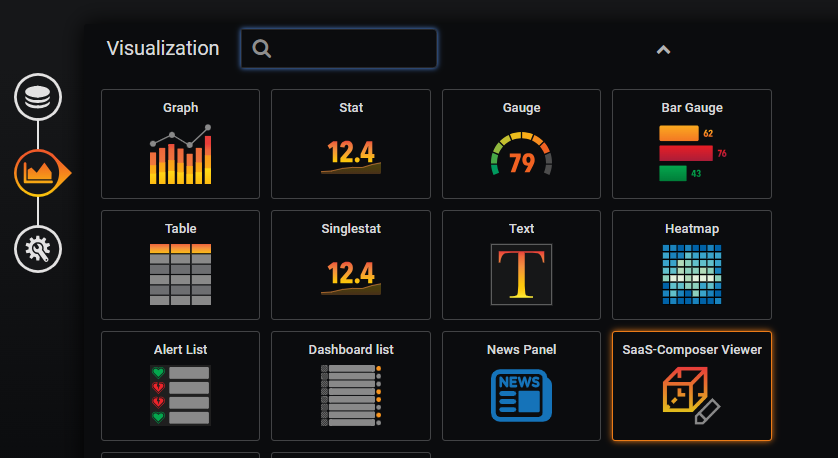 Visualization
Graph
Stat
Gauge
Bar Gauge
12.4
79
62
76
43
Table
Singlestat
Text
Heatmap
12.4
T
Alert List
Dashboard list
News Panel
SaaS-Composer Viewer
NEWS